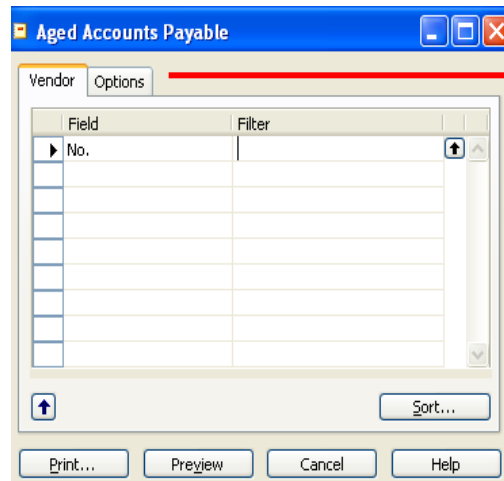 Aged Accounts Payable
Vendor Options
Field Filter
No.
Sort...
Print... Preview Cancel Help